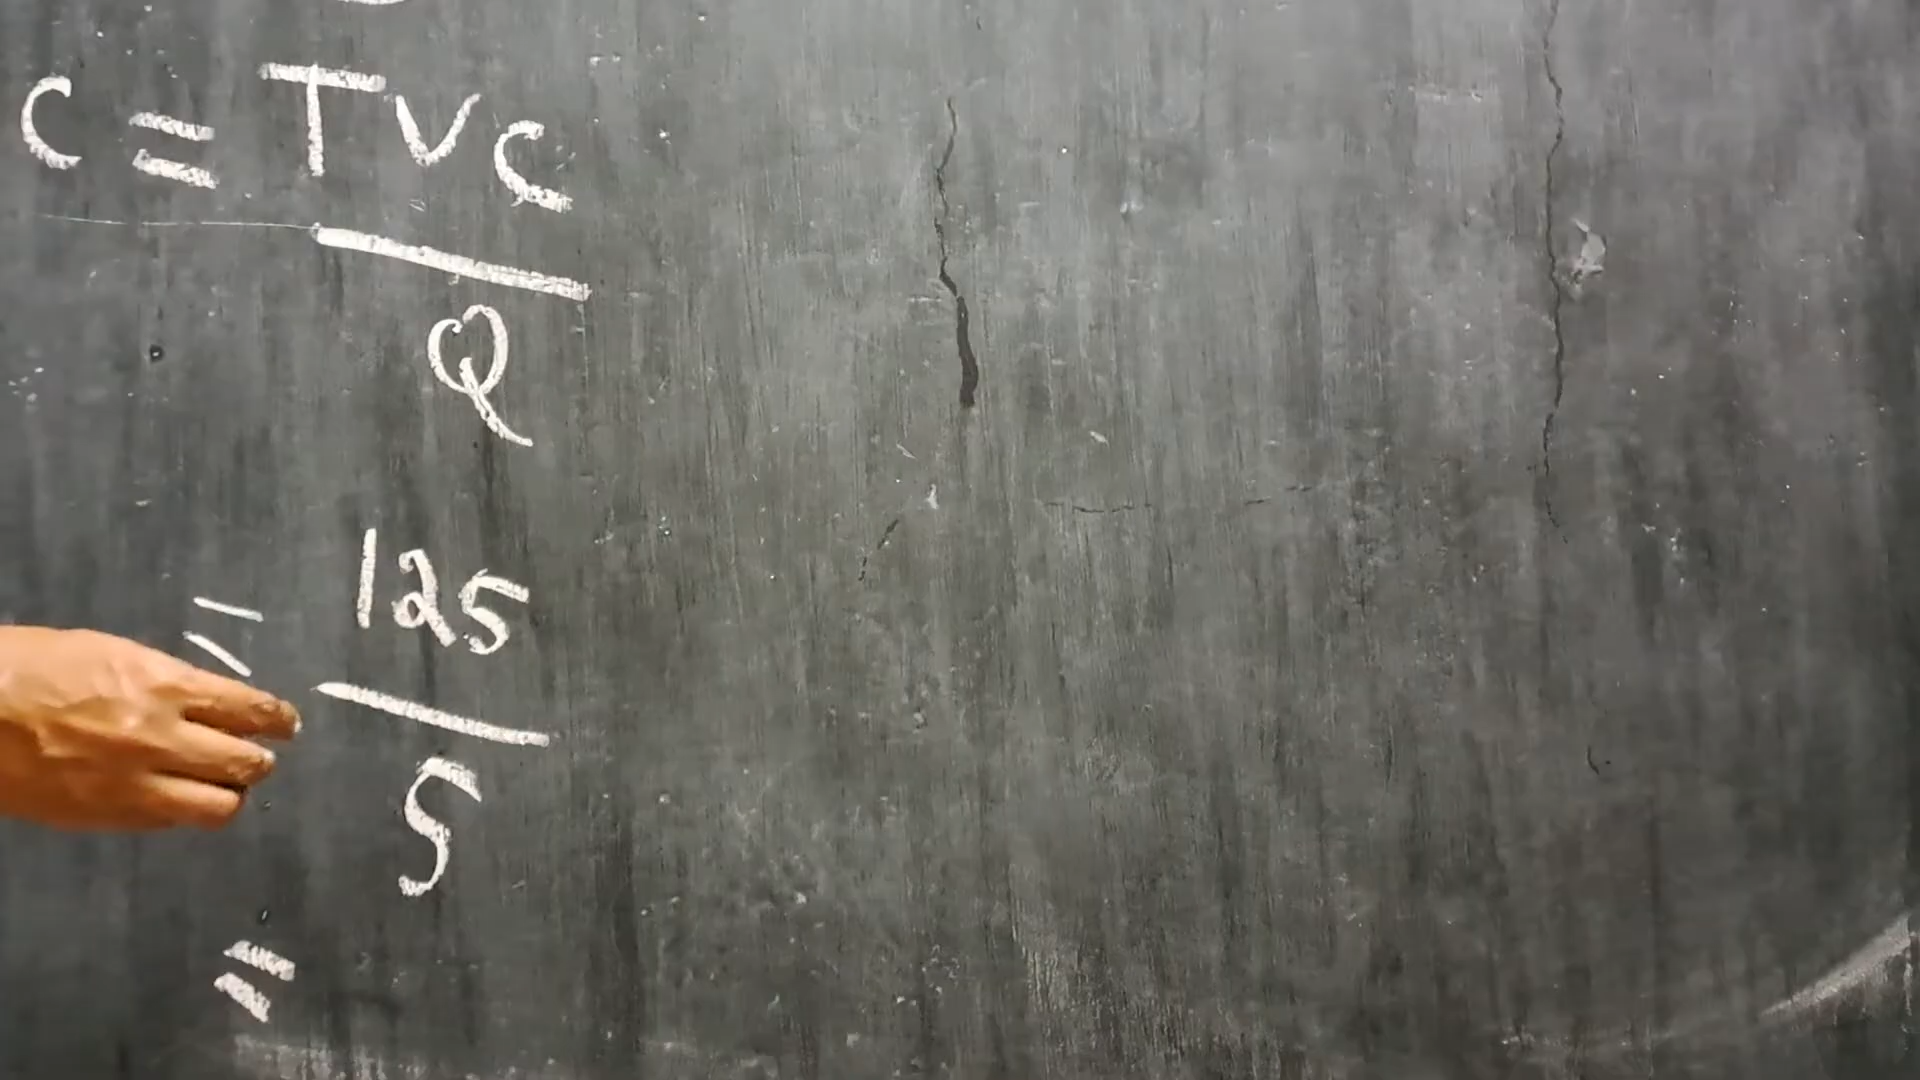 C = TVC
Q
= 125
5
=